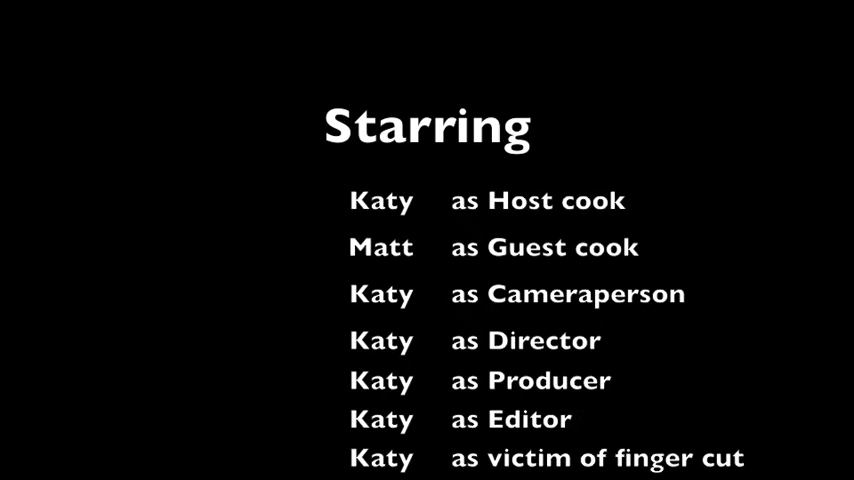 Starring
Katy as Host cook
Matt as Guest cook
Katy as Cameraperson
Katy as Director
Katy as Producer
Katy as Editor
Katy as victim of finger cut